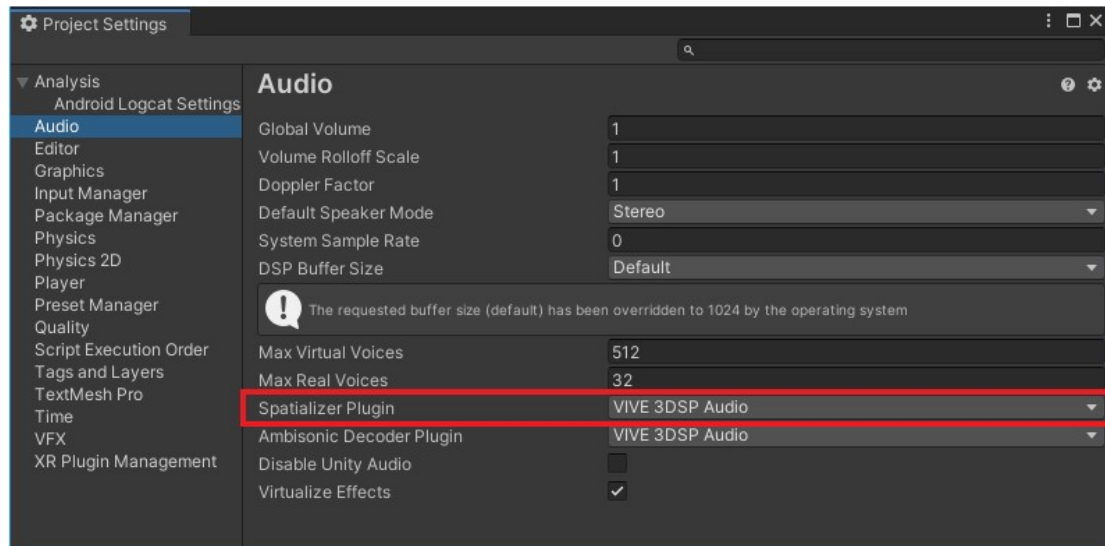 Project Settings
Analysis
Android Logcat Settings
Audio
Editor
Graphics
Input Manager
Package Manager
Physics
Physics 2D
Player
Preset Manager
Quality
Script Execution Order
Tags and Layers
TextMesh Pro
Time
VFX
XR Plugin Management
Audio
Global Volume 1
Volume Rolloff Scale 1
Doppler Factor 1
Default Speaker Mode Stereo
System Sample Rate 0
DSP Buffer Size Default
The requested buffer size (default) has been overridden to 1024 by the operating system
Max Virtual Voices 512
Max Real Voices 32
Spatializer Plugin VIVE 3DSP Audio
Ambisonic Decoder Plugin VIVE 3DSP Audio
Disable Unity Audio
Virtualize Effects